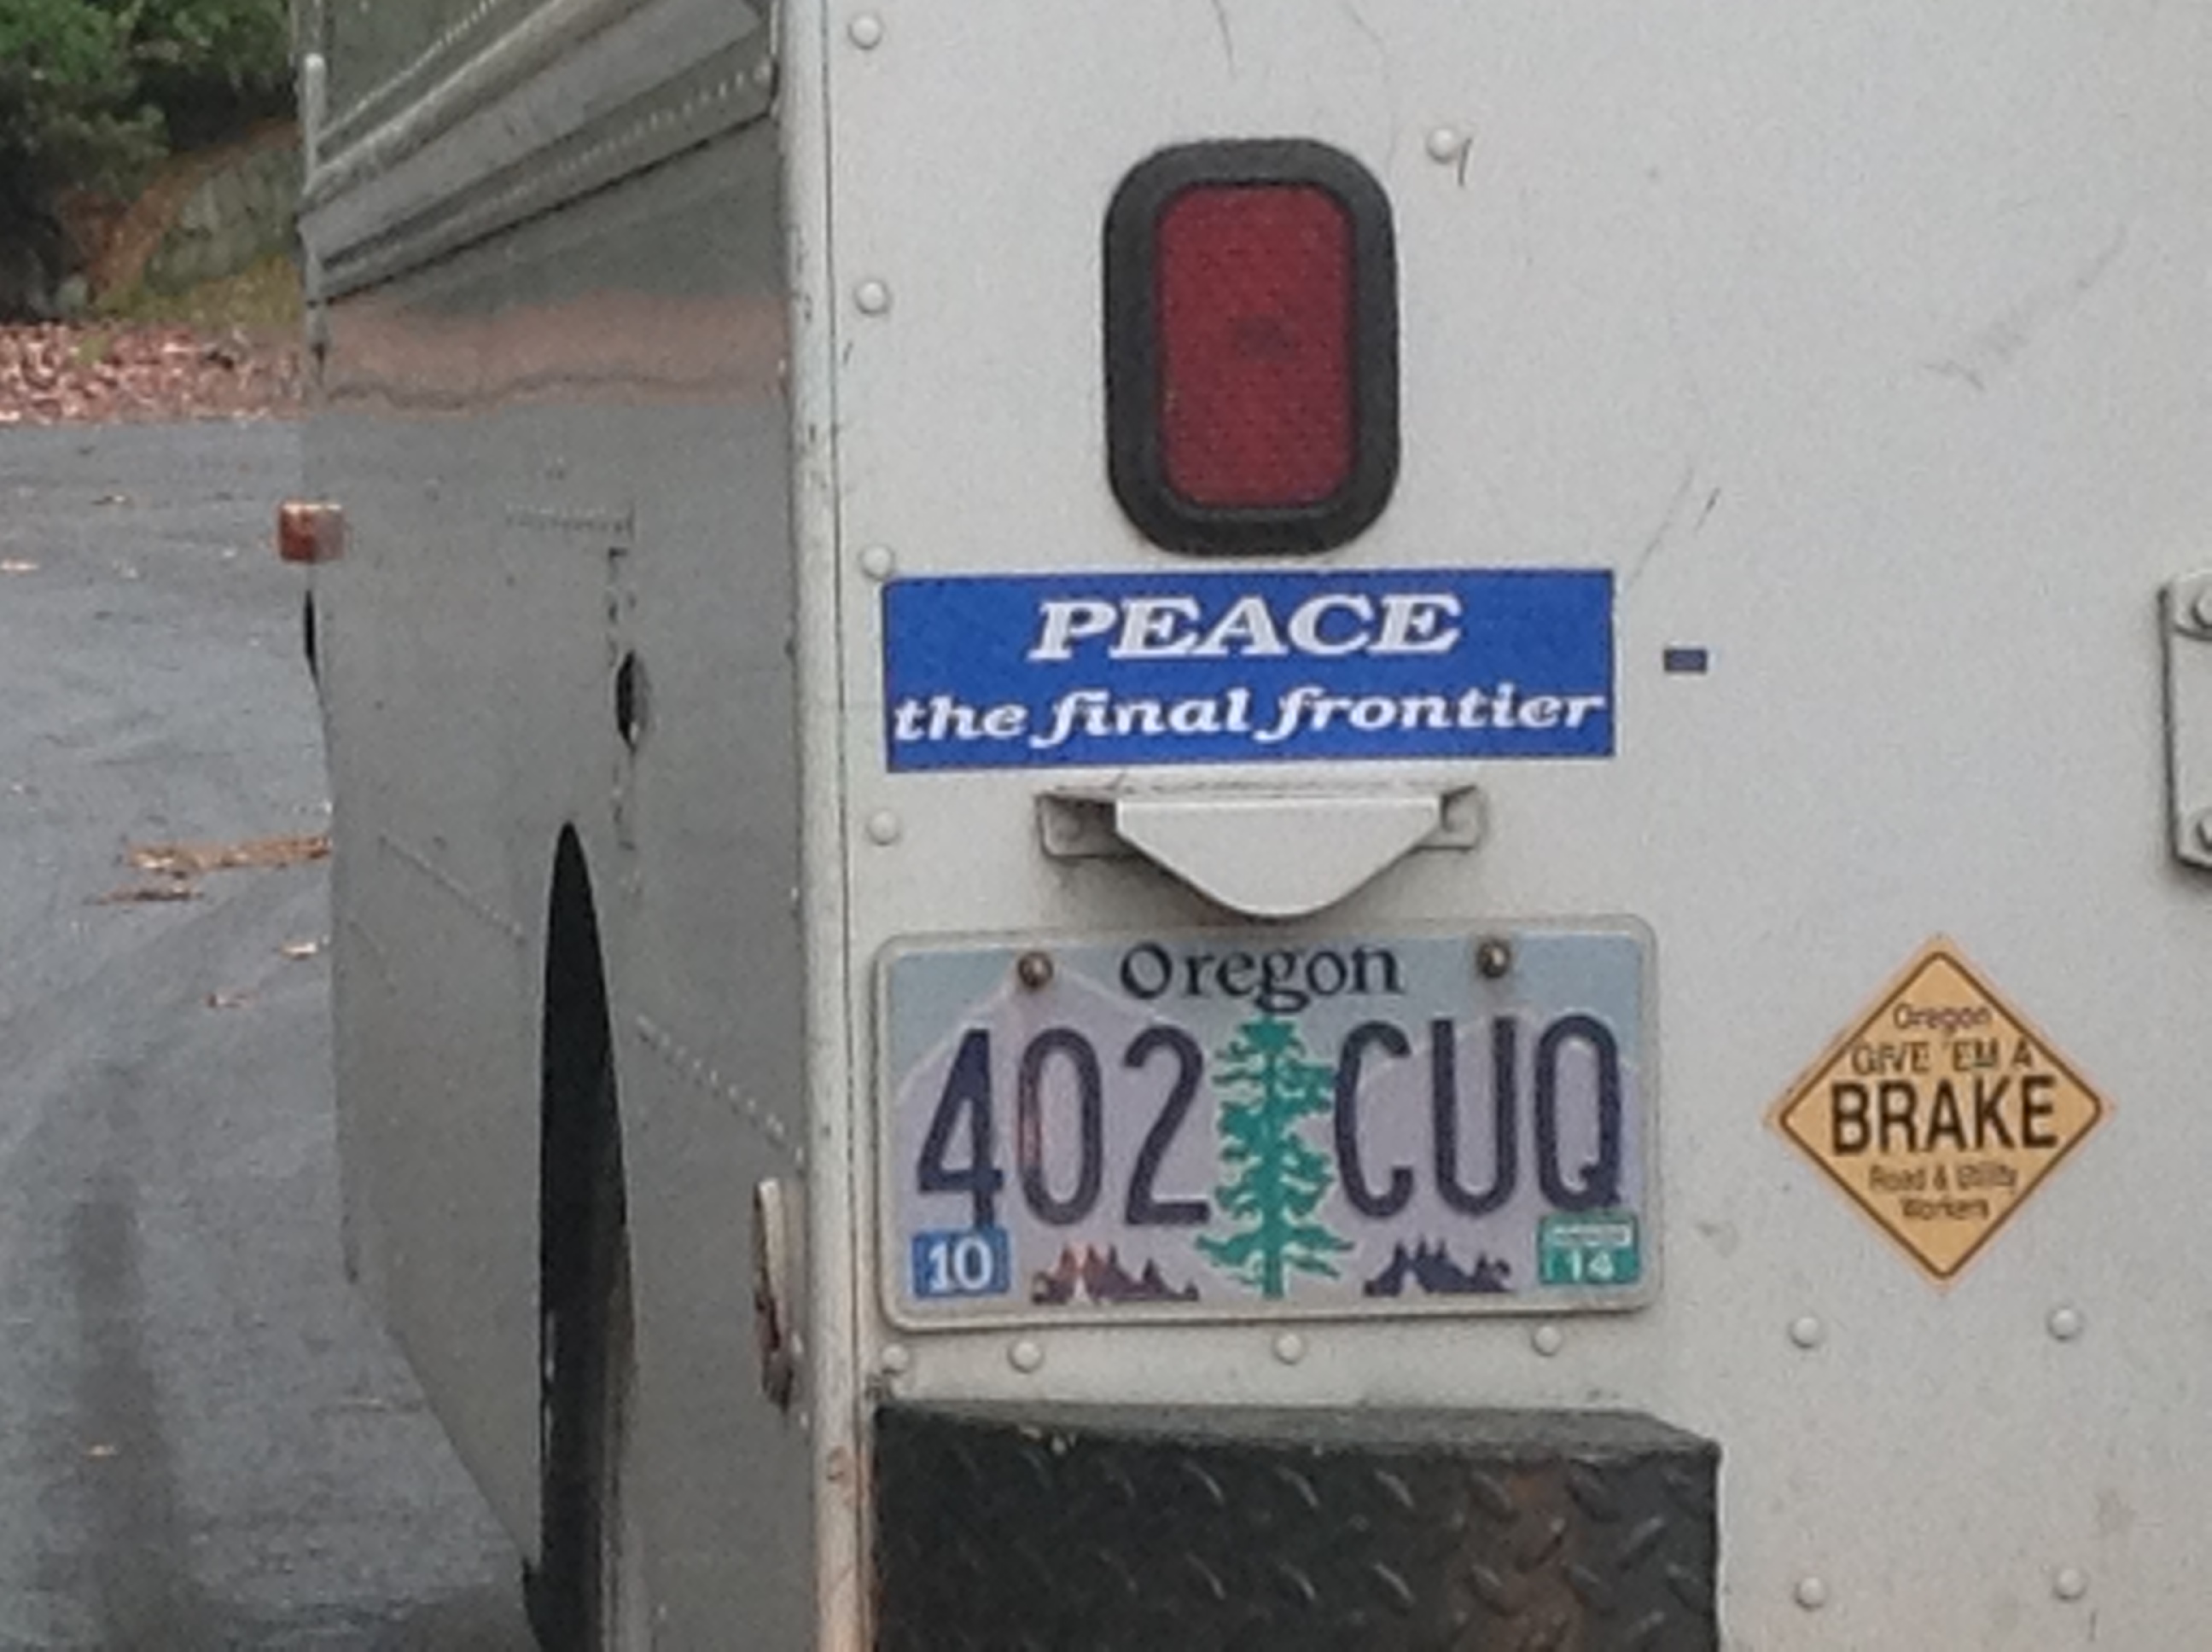 PEACE
the final frontier
Oregon
402 CUQ
10
14
Oregon
GIVE 'EM A
BRAKE
Road & Utility
Workers